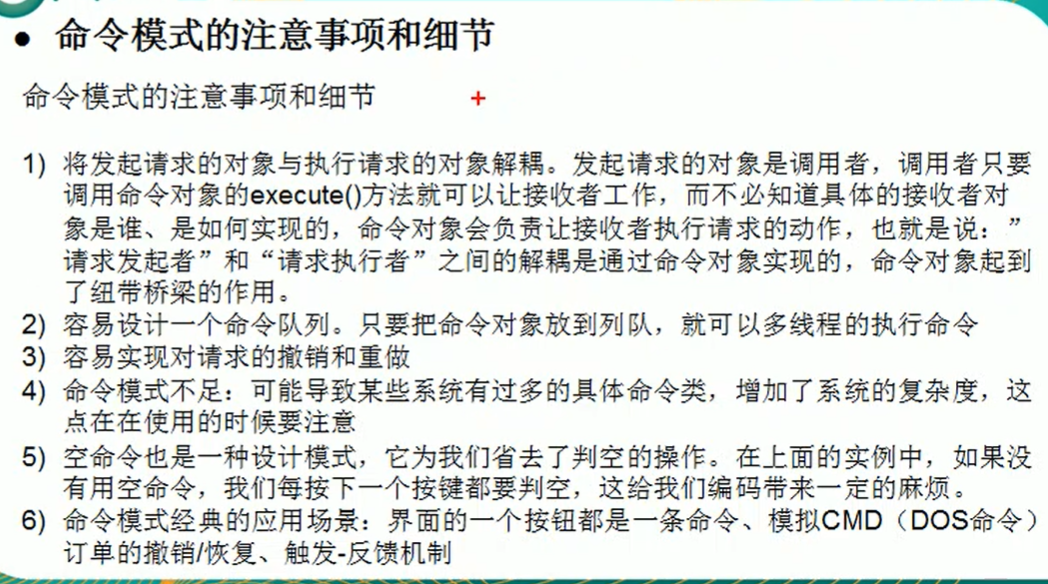 ● 命令模式的注意事项和细节
命令模式的注意事项和细节
1) 将发起请求的对象与执行请求的对象解耦。发起请求的对象是调用者，调用者只要
调用命令对象的execute()方法就可以让接收者工作，而不必知道具体的接收者对
象是谁、是如何实现的，命令对象会负责让接收者执行请求的动作，也就是说：”
请求发起者”和“请求执行者”之间的解耦是通过命令对象实现的，命令对象起到
了纽带桥梁的作用。
2) 容易设计一个命令队列。只要把命令对象放到列队，就可以多线程的执行命令
3) 容易实现对请求的撤销和重做
4) 命令模式不足：可能导致某些系统有过多的具体命令类，增加了系统的复杂度，这
点在在使用的时候要注意
5) 空命令也是一种设计模式，它为我们省去了判空的操作。在上面的实例中，如果没
有用空命令，我们每按下一个按键都要判空，这给我们编码带来一定的麻烦。
6) 命令模式经典的应用场景：界面的一个按钮都是一条命令、模拟CMD（DOS命令）
订单的撤销/恢复、触发-反馈机制